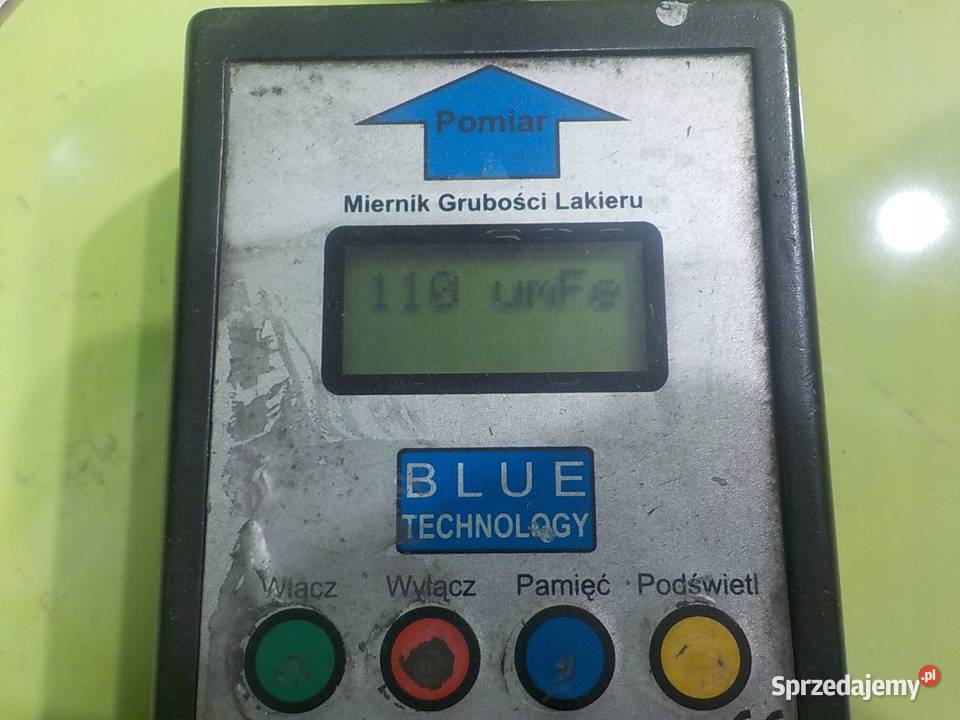 Pomiar
Miernik Grubości Lakieru
110 umFe
BLUE
TECHNOLOGY
Włącz Wyłącz Pamięć Podświetl
Sprzedajemy.pl